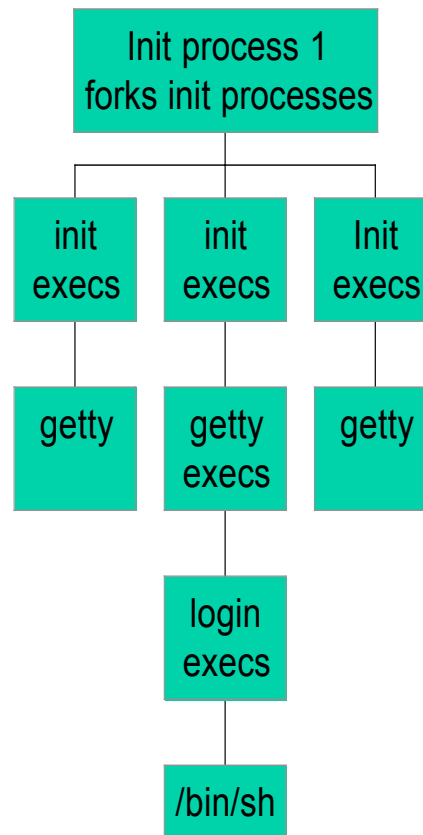 Init process 1
forks init processes
init
execs
init
execs
Init
execs
getty
getty
execs
getty
login
execs
/bin/sh